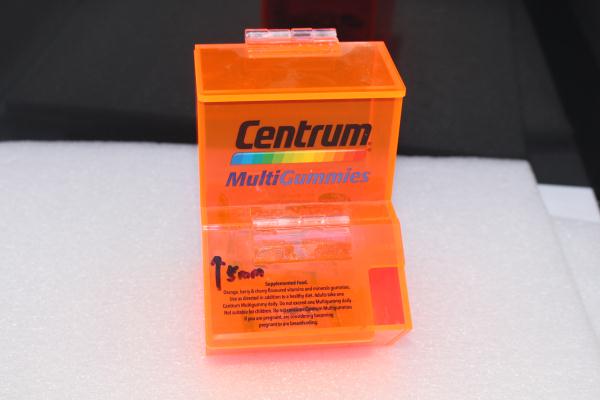 Centrum
MultiGummies
5mm
Supplemented Food.
Orange, berry & cherry flavoured vitamins and minerals gummies.
Use as directed in addition to a healthy diet. Adults take one
Centrum Multigummy daily. Do not exceed one Multigummy daily.
Not suitable for children. Do not consume Centrum Multigummies
if you are pregnant, are considering becoming
pregnant or are breastfeeding.